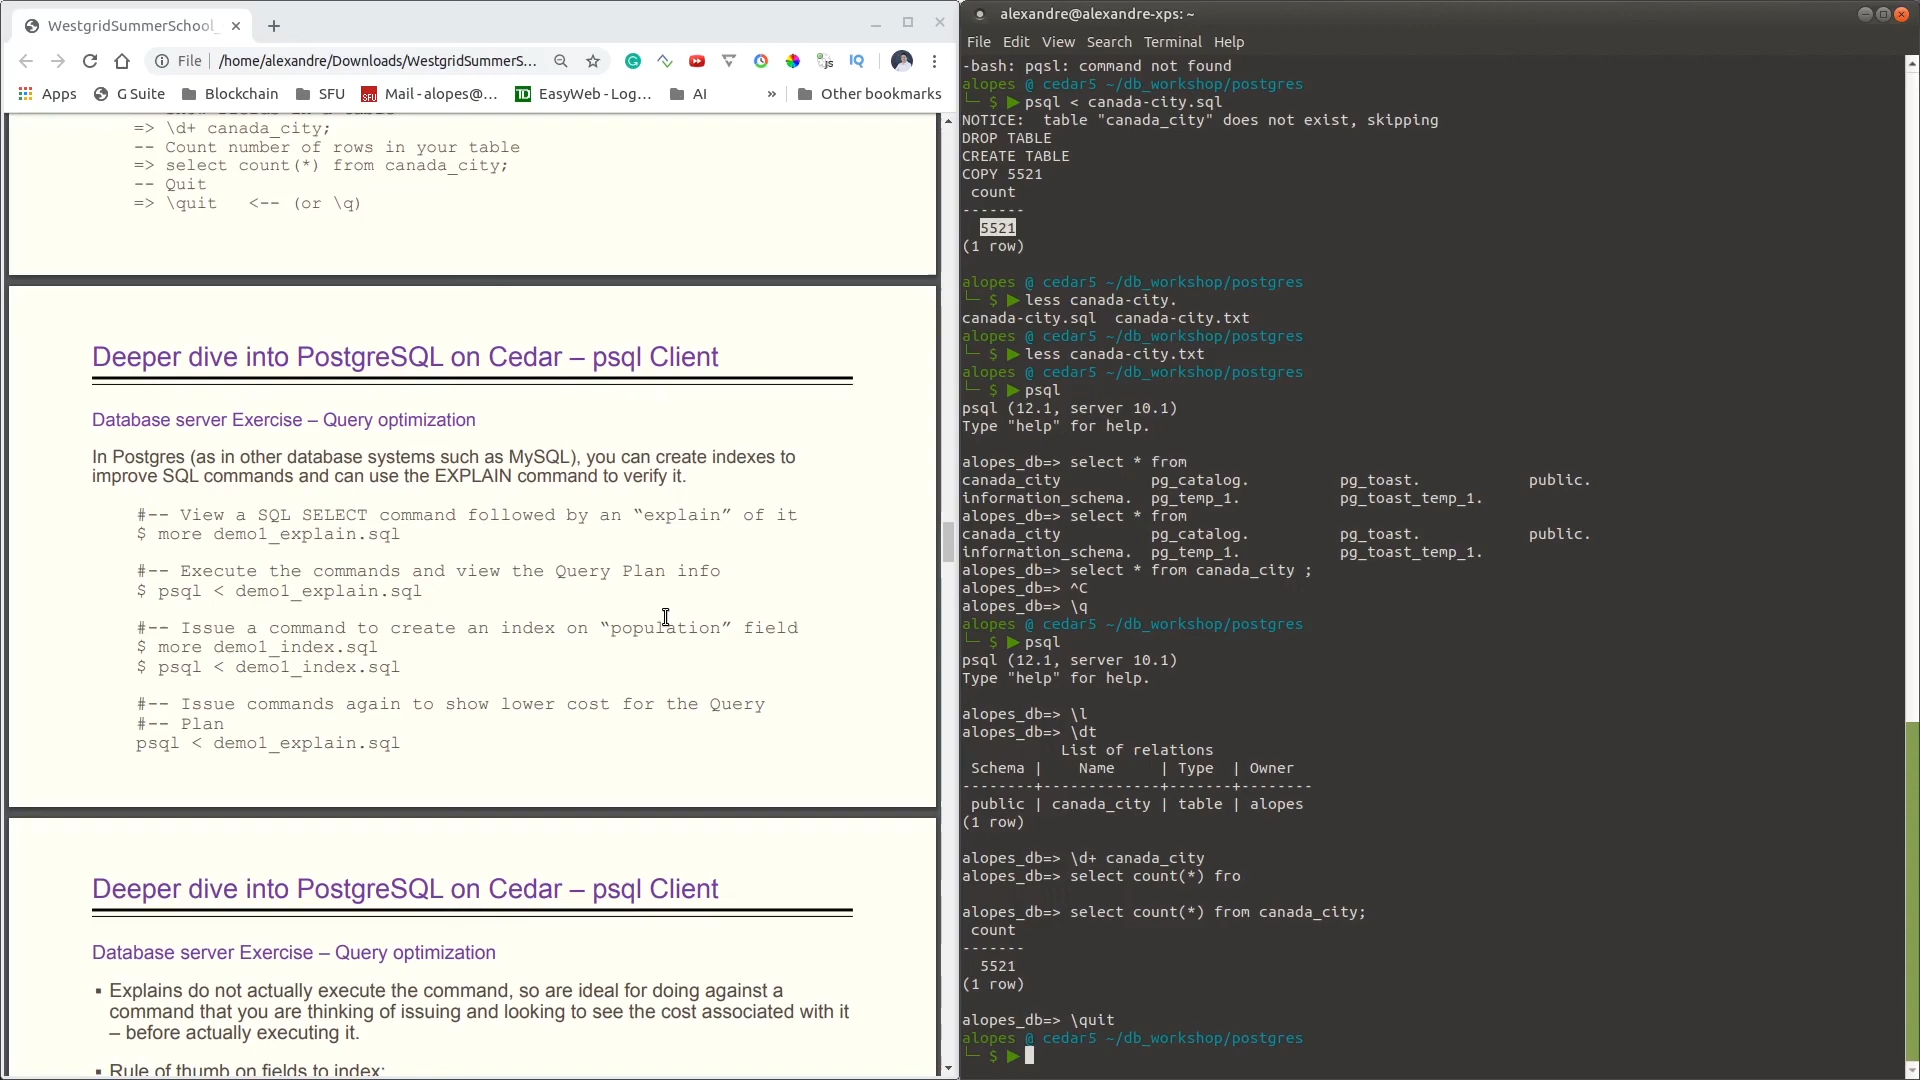 WestgridSummerSchool_
File
/home/alexandre/Downloads/WestgridSummerS...
Apps
G Suite
Blockchain
SFU
Mail - alopes@...
EasyWeb - Log...
AI
»
Other bookmarks
=> \d+ canada_city;
-- Count number of rows in your table
=> select count(*) from canada_city;
-- Quit
=> \quit <-- (or \q)
Deeper dive into PostgreSQL on Cedar – psql Client
Database server Exercise – Query optimization
In Postgres (as in other database systems such as MySQL), you can create indexes to
improve SQL commands and can use the EXPLAIN command to verify it.
#-- View a SQL SELECT command followed by an “explain” of it
$ more demo1_explain.sql
#-- Execute the commands and view the Query Plan info
$ psql < demo1_explain.sql
#-- Issue a command to create an index on “population” field
$ more demo1_index.sql
$ psql < demo1_index.sql
#-- Issue commands again to show lower cost for the Query
#-- Plan
psql < demo1_explain.sql
Deeper dive into PostgreSQL on Cedar – psql Client
Database server Exercise – Query optimization
▪ Explains do not actually execute the command, so are ideal for doing against a
command that you are thinking of issuing and looking to see the cost associated with it
– before actually executing it.
▪ Rule of thumb on fields to index:
alexandre@alexandre-xps: ~
File Edit View Search Terminal Help
-bash: pqsl: command not found
alopes @ cedar5 ~/db_workshop/postgres
└─ $ ▶ psql < canada-city.sql
NOTICE:  table "canada_city" does not exist, skipping
DROP TABLE
CREATE TABLE
COPY 5521
count
-------
5521
(1 row)
alopes @ cedar5 ~/db_workshop/postgres
└─ $ ▶ less canada-city.
canada-city.sql  canada-city.txt
alopes @ cedar5 ~/db_workshop/postgres
└─ $ ▶ less canada-city.txt
alopes @ cedar5 ~/db_workshop/postgres
└─ $ ▶ psql
psql (12.1, server 10.1)
Type "help" for help.
alopes_db=> select * from
canada_city          pg_catalog.          pg_toast.            public.
information_schema.  pg_temp_1.           pg_toast_temp_1.
alopes_db=> select * from
canada_city          pg_catalog.          pg_toast.            public.
information_schema.  pg_temp_1.           pg_toast_temp_1.
alopes_db=> select * from canada_city ;
alopes_db=> ^C
alopes_db=> \q
alopes @ cedar5 ~/db_workshop/postgres
└─ $ ▶ psql
psql (12.1, server 10.1)
Type "help" for help.
alopes_db=> \l
alopes_db=> \dt
List of relations
Schema |    Name     | Type  | Owner
--------+-------------+-------+--------
public | canada_city | table | alopes
(1 row)
alopes_db=> \d+ canada_city
alopes_db=> select count(*) fro
alopes_db=> select count(*) from canada_city;
count
-------
5521
(1 row)
alopes_db=> \quit
alopes @ cedar5 ~/db_workshop/postgres
└─ $ ▶